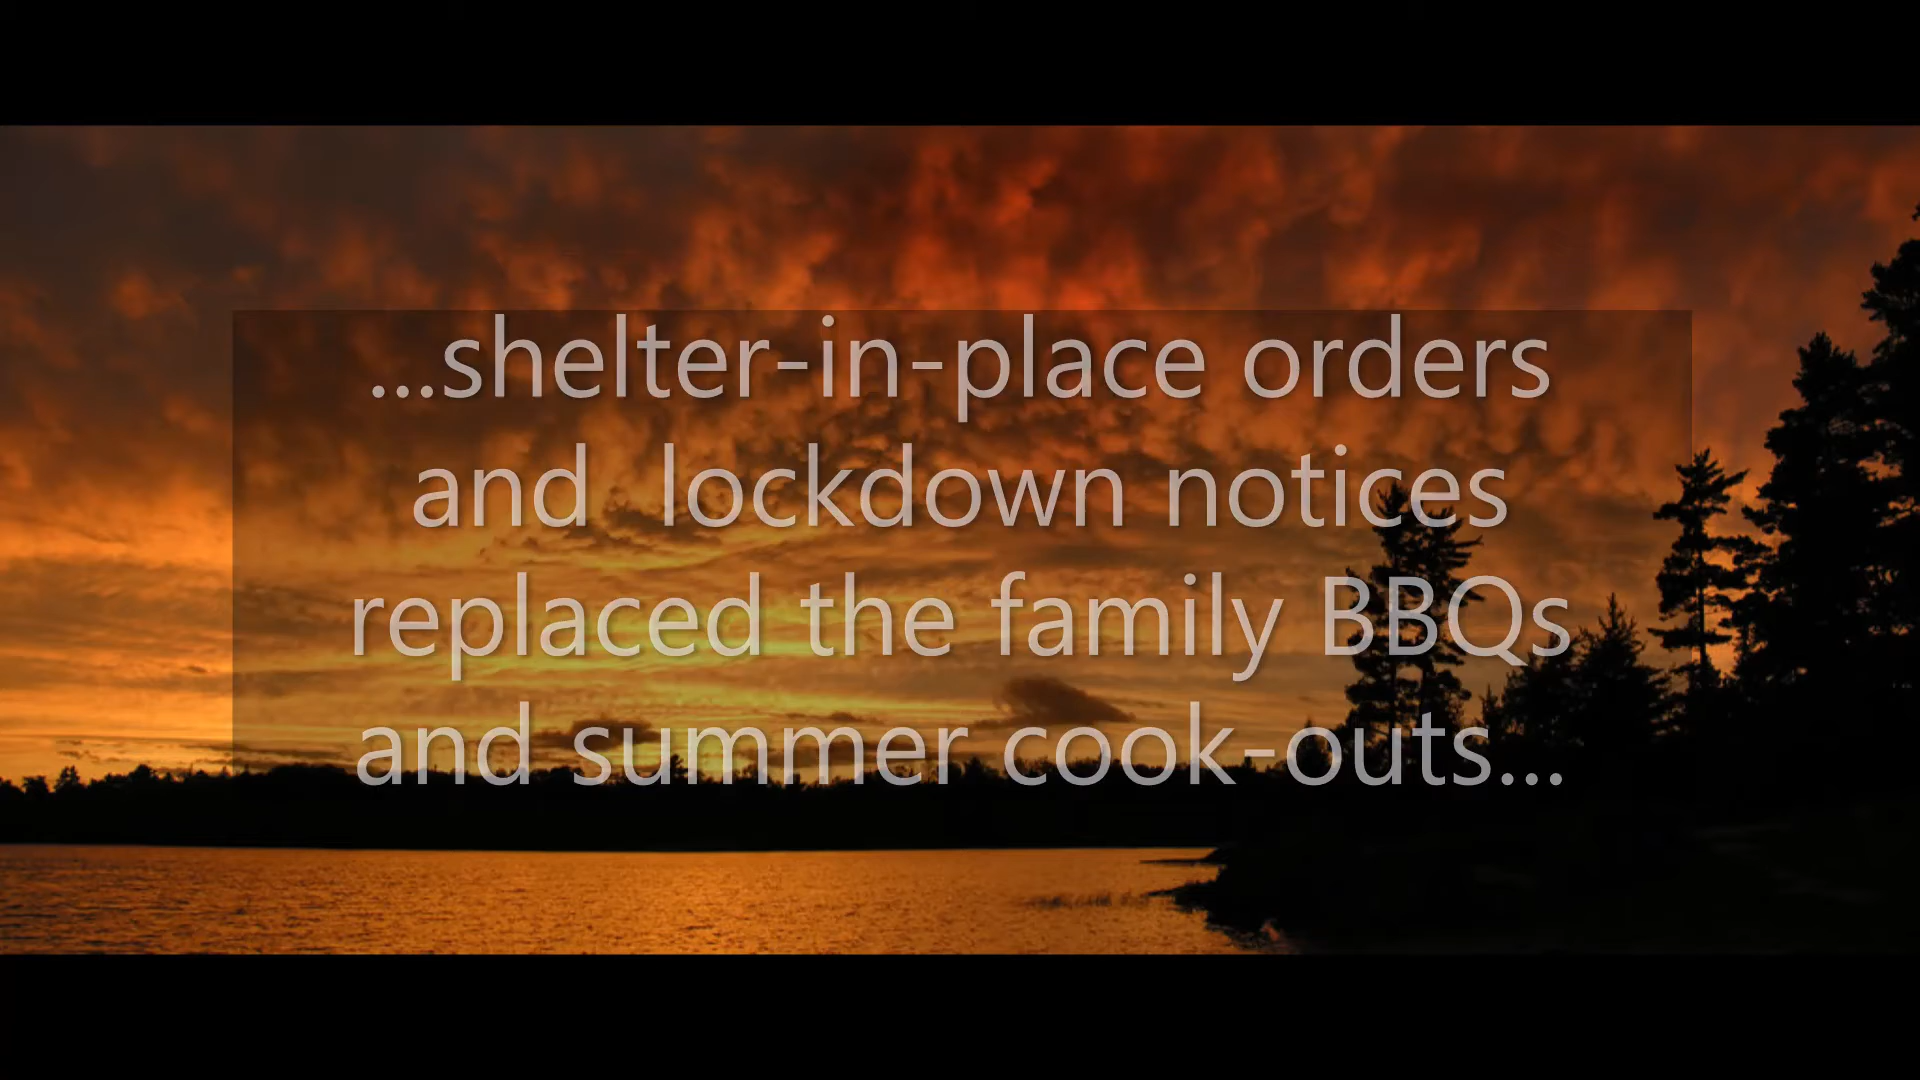 ...shelter-in-place orders
and  lockdown notices
replaced the family BBQs
and summer cook-outs...